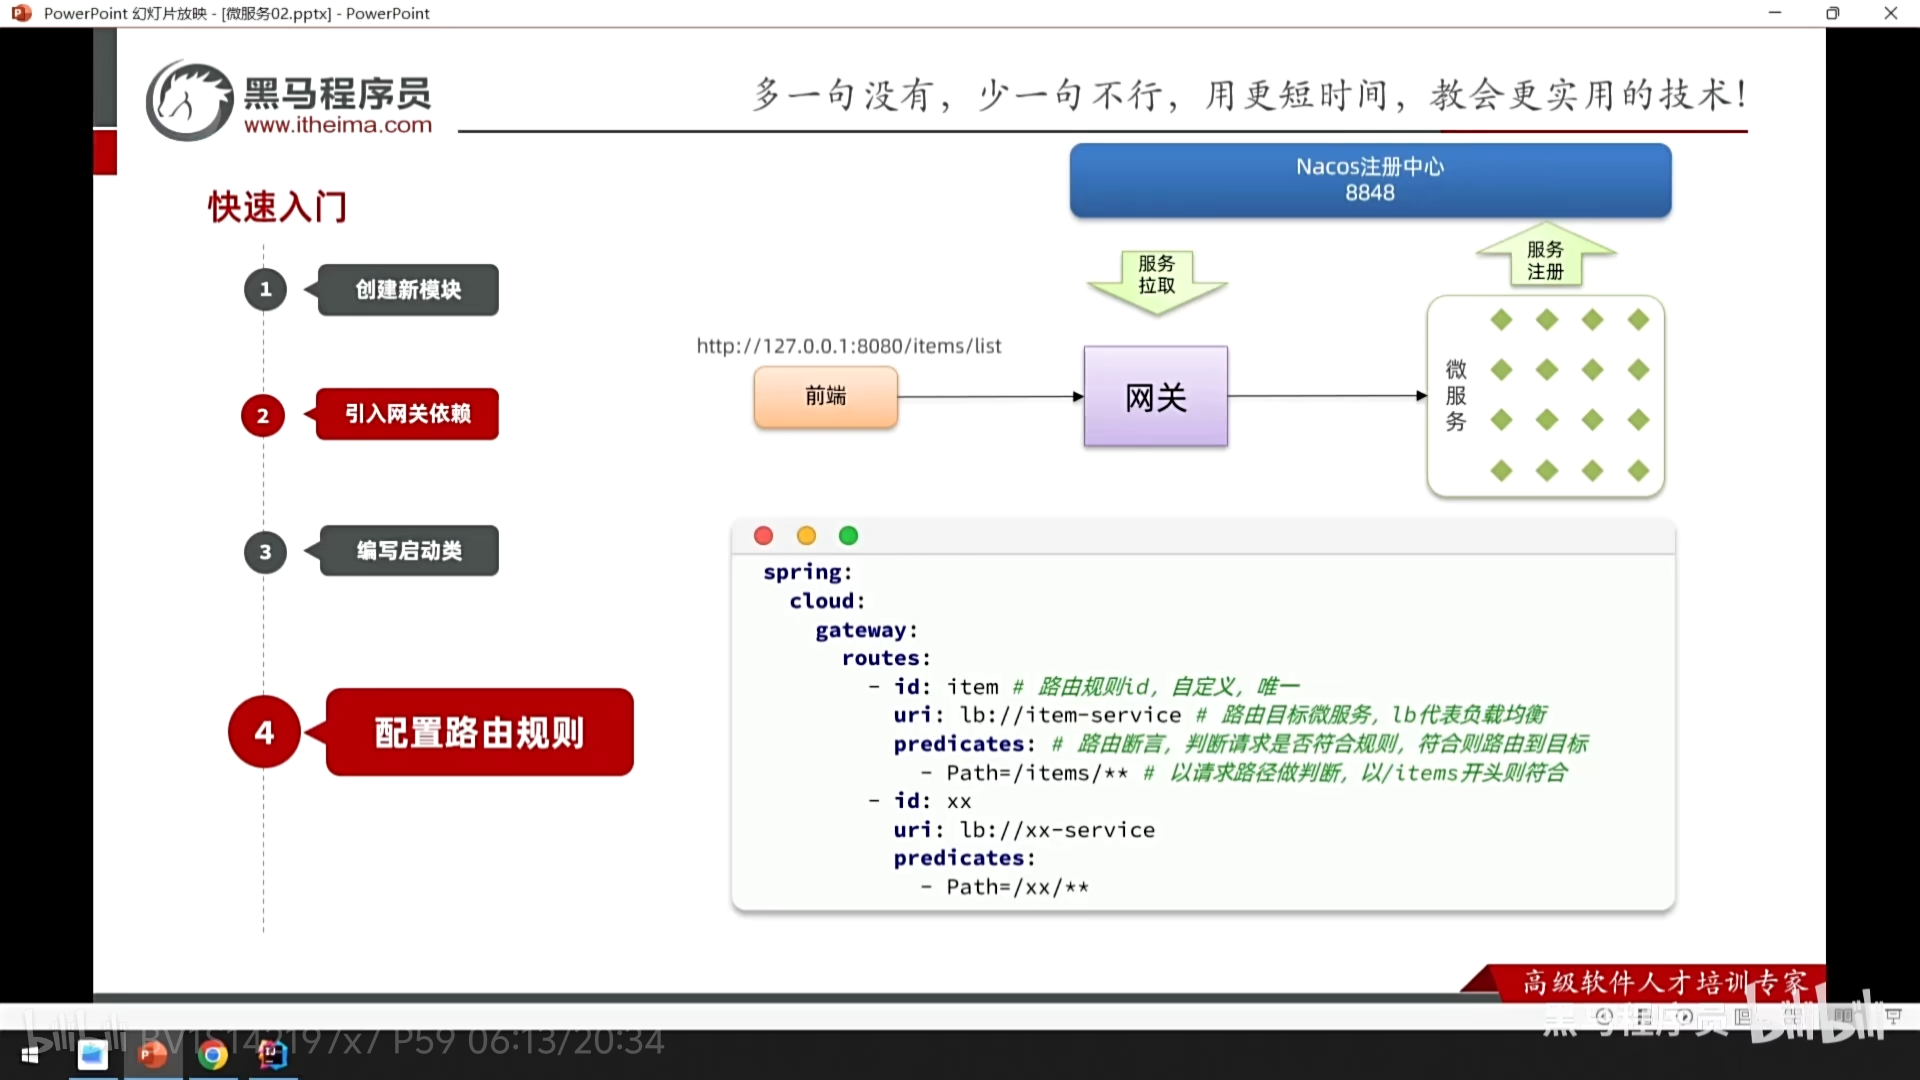 PowerPoint 幻灯片放映 - [微服务02.pptx] - PowerPoint
黑马程序员
www.itheima.com
多一句没有，少一句不行，用更短时间，教会更实用的技术！
快速入门
1 创建新模块
2 引入网关依赖
3 编写启动类
4 配置路由规则
Nacos注册中心
8848
服务
拉取
服务
注册
http://127.0.0.1:8080/items/list
前端
网关
微
服
务
spring:
cloud:
gateway:
routes:
- id: item # 路由规则id，自定义，唯一
uri: lb://item-service # 路由目标微服务，lb代表负载均衡
predicates: # 路由断言，判断请求是否符合规则，符合则路由到目标
- Path=/items/** # 以请求路径做判断，以/items开头则符合
- id: xx
uri: lb://xx-service
predicates:
- Path=/xx/**
高级软件人才培训专家
黑马程序员 bilibili
bilibili P59 06:13/20:34